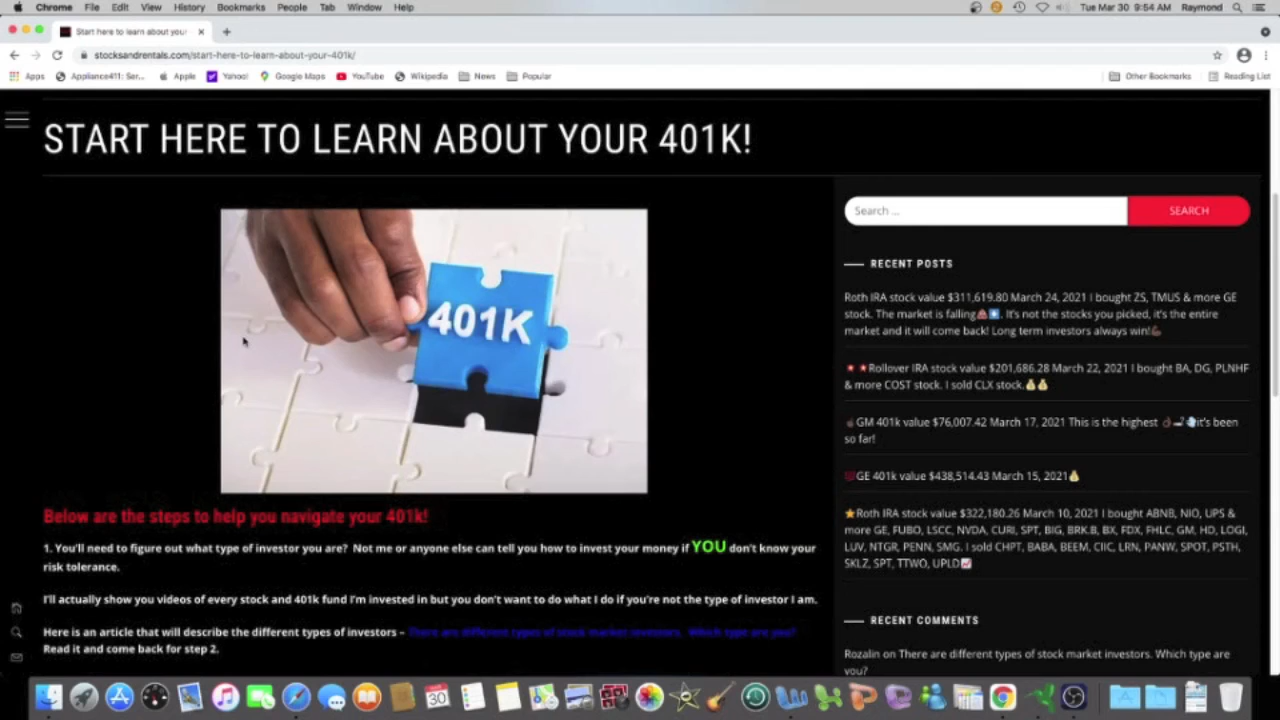 Chrome File Edit View History Bookmarks People Tab Window Help
Tue Mar 30 9:54 AM Raymond
Start here to learn about your
stocksandrentals.com/start-here-to-learn-about-your-401k/
Apps Appliance411: Ser... Apple Yahoo! Google Maps YouTube Wikipedia News Popular Other Bookmarks Reading List
START HERE TO LEARN ABOUT YOUR 401K!
401K
Below are the steps to help you navigate your 401k!
1. You'll need to figure out what type of investor you are? Not me or anyone else can tell you how to invest your money if YOU don't know your
risk tolerance.
I'll actually show you videos of every stock and 401k fund I'm invested in but you don't want to do what I do if you're not the type of investor I am.
Here is an article that will describe the different types of investors – There are different types of stock market investors. Which type are you?
Read it and come back for step 2.
Search ...
SEARCH
RECENT POSTS
Roth IRA stock value $311,619.80 March 24, 2021 I bought ZS, TMUS & more GE
stock. The market is falling. It's not the stocks you picked, it's the entire
market and it will come back! Long term investors always win!
Rollover IRA stock value $201,686.28 March 22, 2021 I bought BA, DG, PLNHF
& more COST stock. I sold CLX stock.
GM 401k value $76,007.42 March 17, 2021 This is the highest it's been
so far!
GE 401k value $438,514.43 March 15, 2021
Roth IRA stock value $322,180.26 March 10, 2021 I bought ABNB, NIO, UPS &
more GE, FUBO, LSCC, NVDA, CURI, SPT, BIG, BRK.B, BX, FDX, FHLC, GM, HD, LOGI,
LUV, NTGR, PENN, SMG. I sold CHPT, BABA, BEEM, CIIC, LRN, PANW, SPOT, PSTH,
SKLZ, SPT, TTWO, UPLD
RECENT COMMENTS
Rozalin on There are different types of stock market investors. Which type are
you?
30